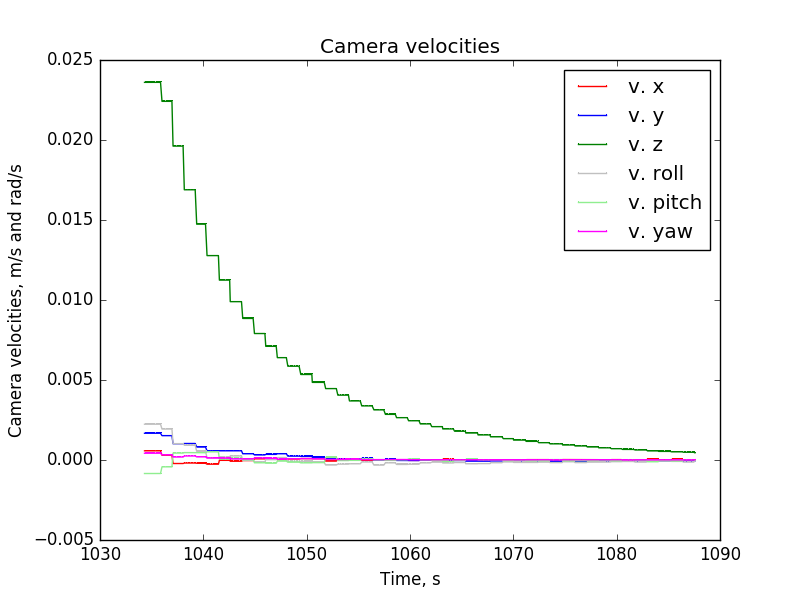 Camera velocities
0.025
0.020
0.015
0.010
0.005
0.000
−0.005
Camera velocities, m/s and rad/s
v. x
v. y
v. z
v. roll
v. pitch
v. yaw
1030 1040 1050 1060 1070 1080 1090
Time, s